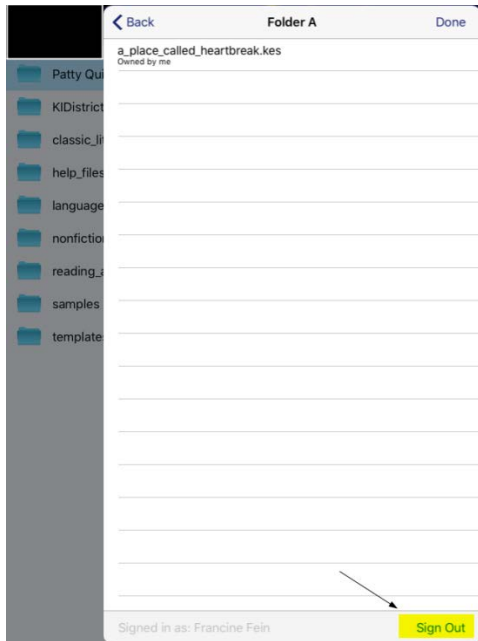 Back Folder A Done
a_place_called_heartbreak.kes
Owned by me
Patty Qui
KIDistrict
classic_li
help_files
language
nonfiction
reading_a
samples
template
Signed in as: Francine Fein Sign Out